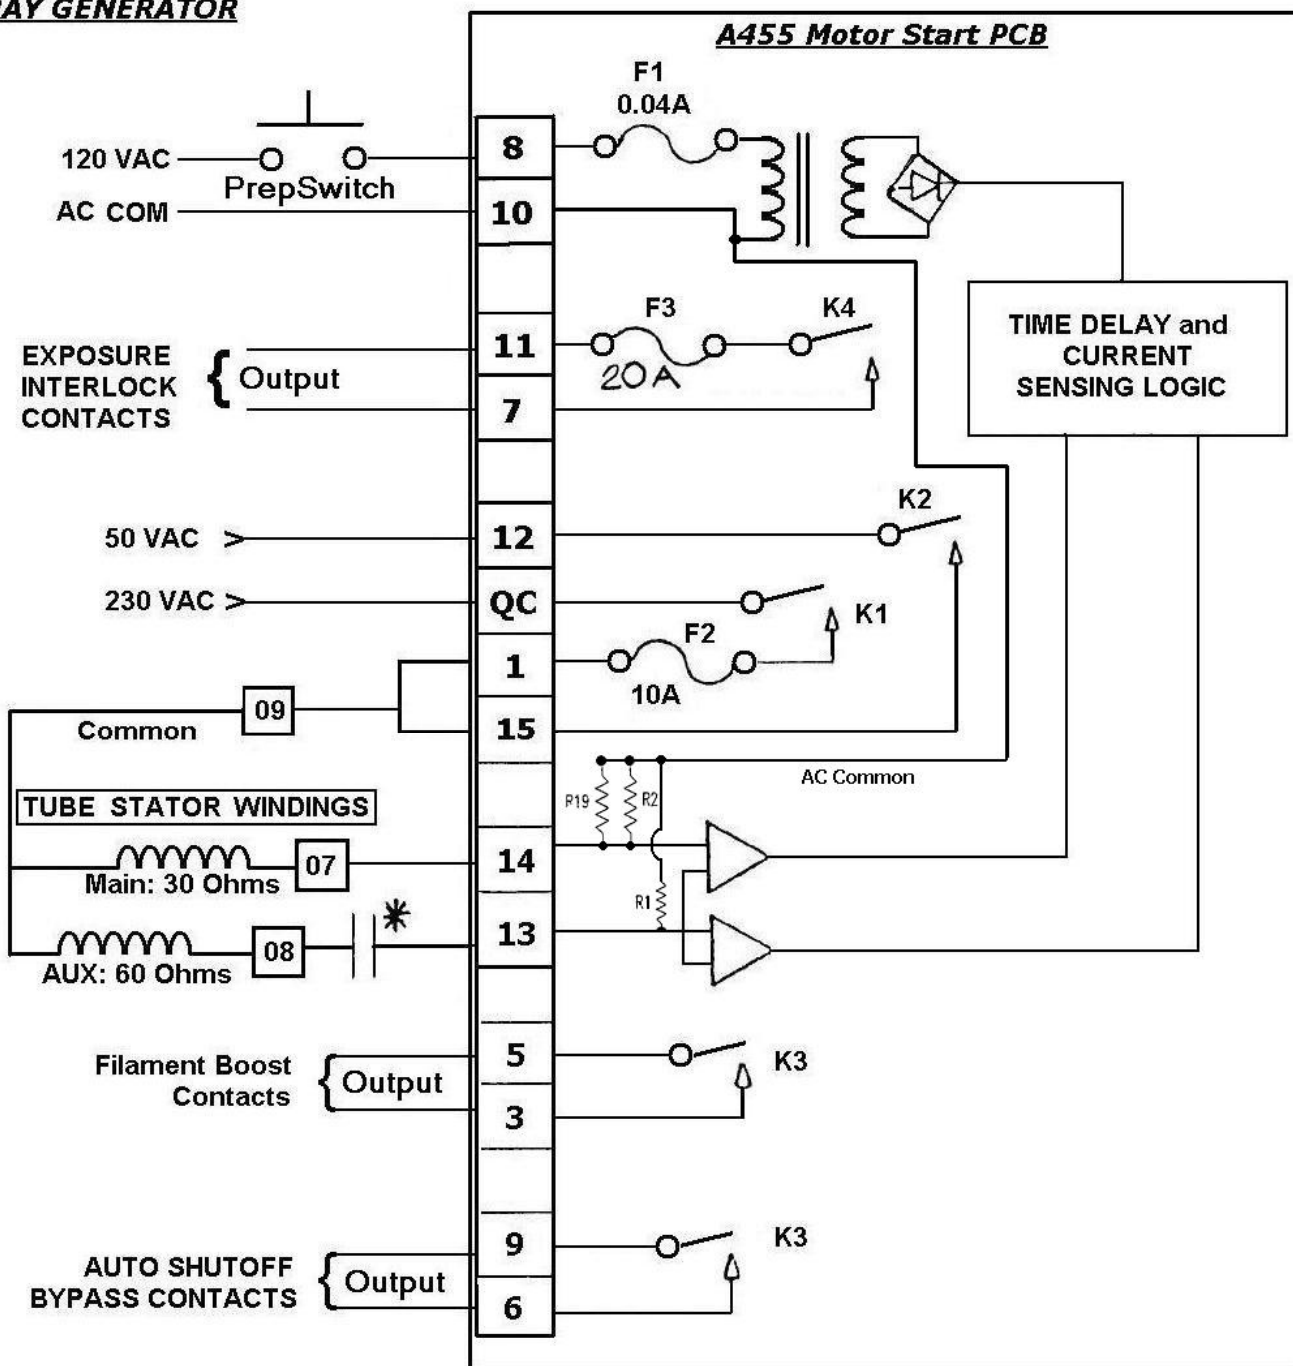 RAY GENERATOR
A455 Motor Start PCB
F1
0.04A
120 VAC
PrepSwitch
8
AC COM
10
F3
K4
EXPOSURE
INTERLOCK
CONTACTS
{ Output
11
20A
7
TIME DELAY and
CURRENT
SENSING LOGIC
K2
50 VAC >
12
230 VAC >
QC
K1
F2
1
10A
09
Common
15
AC Common
TUBE STATOR WINDINGS
R19
R2
07
14
Main: 30 Ohms
R1
*
08
13
AUX: 60 Ohms
Filament Boost
Contacts
{ Output
5
K3
3
9
K3
AUTO SHUTOFF
BYPASS CONTACTS
{ Output
6